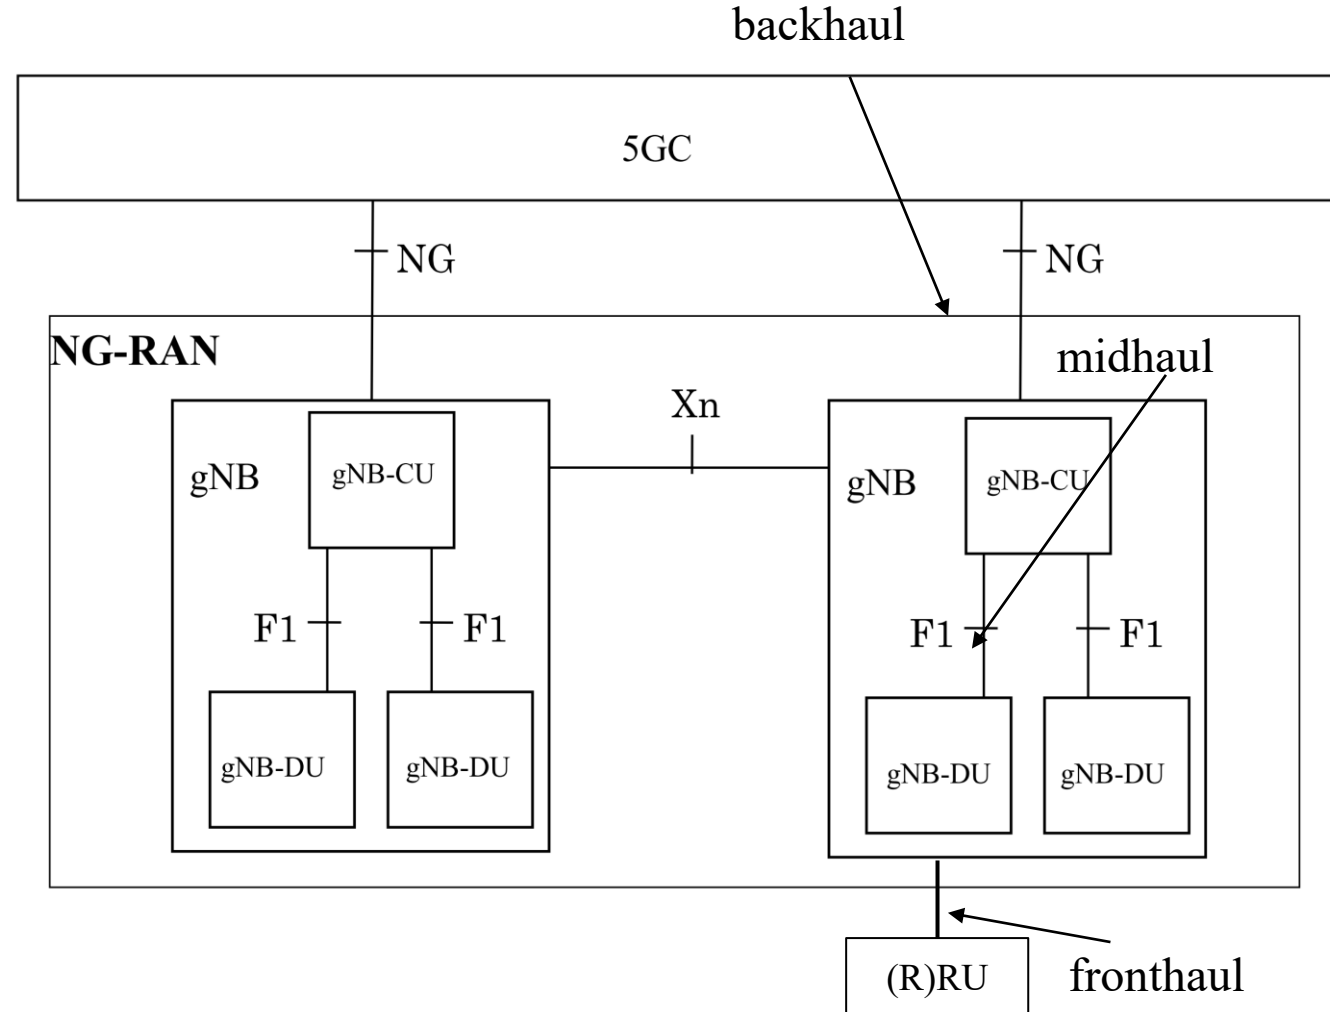 backhaul
5GC
NG
NG
NG-RAN
midhaul
Xn
gNB
gNB-CU
gNB
gNB-CU
F1
F1
F1
F1
gNB-DU
gNB-DU
gNB-DU
gNB-DU
(R)RU
fronthaul